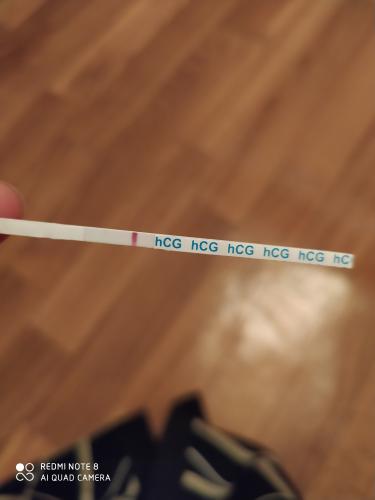 hCG hCG hCG hCG hCG hC
REDMI NOTE 8
AI QUAD CAMERA